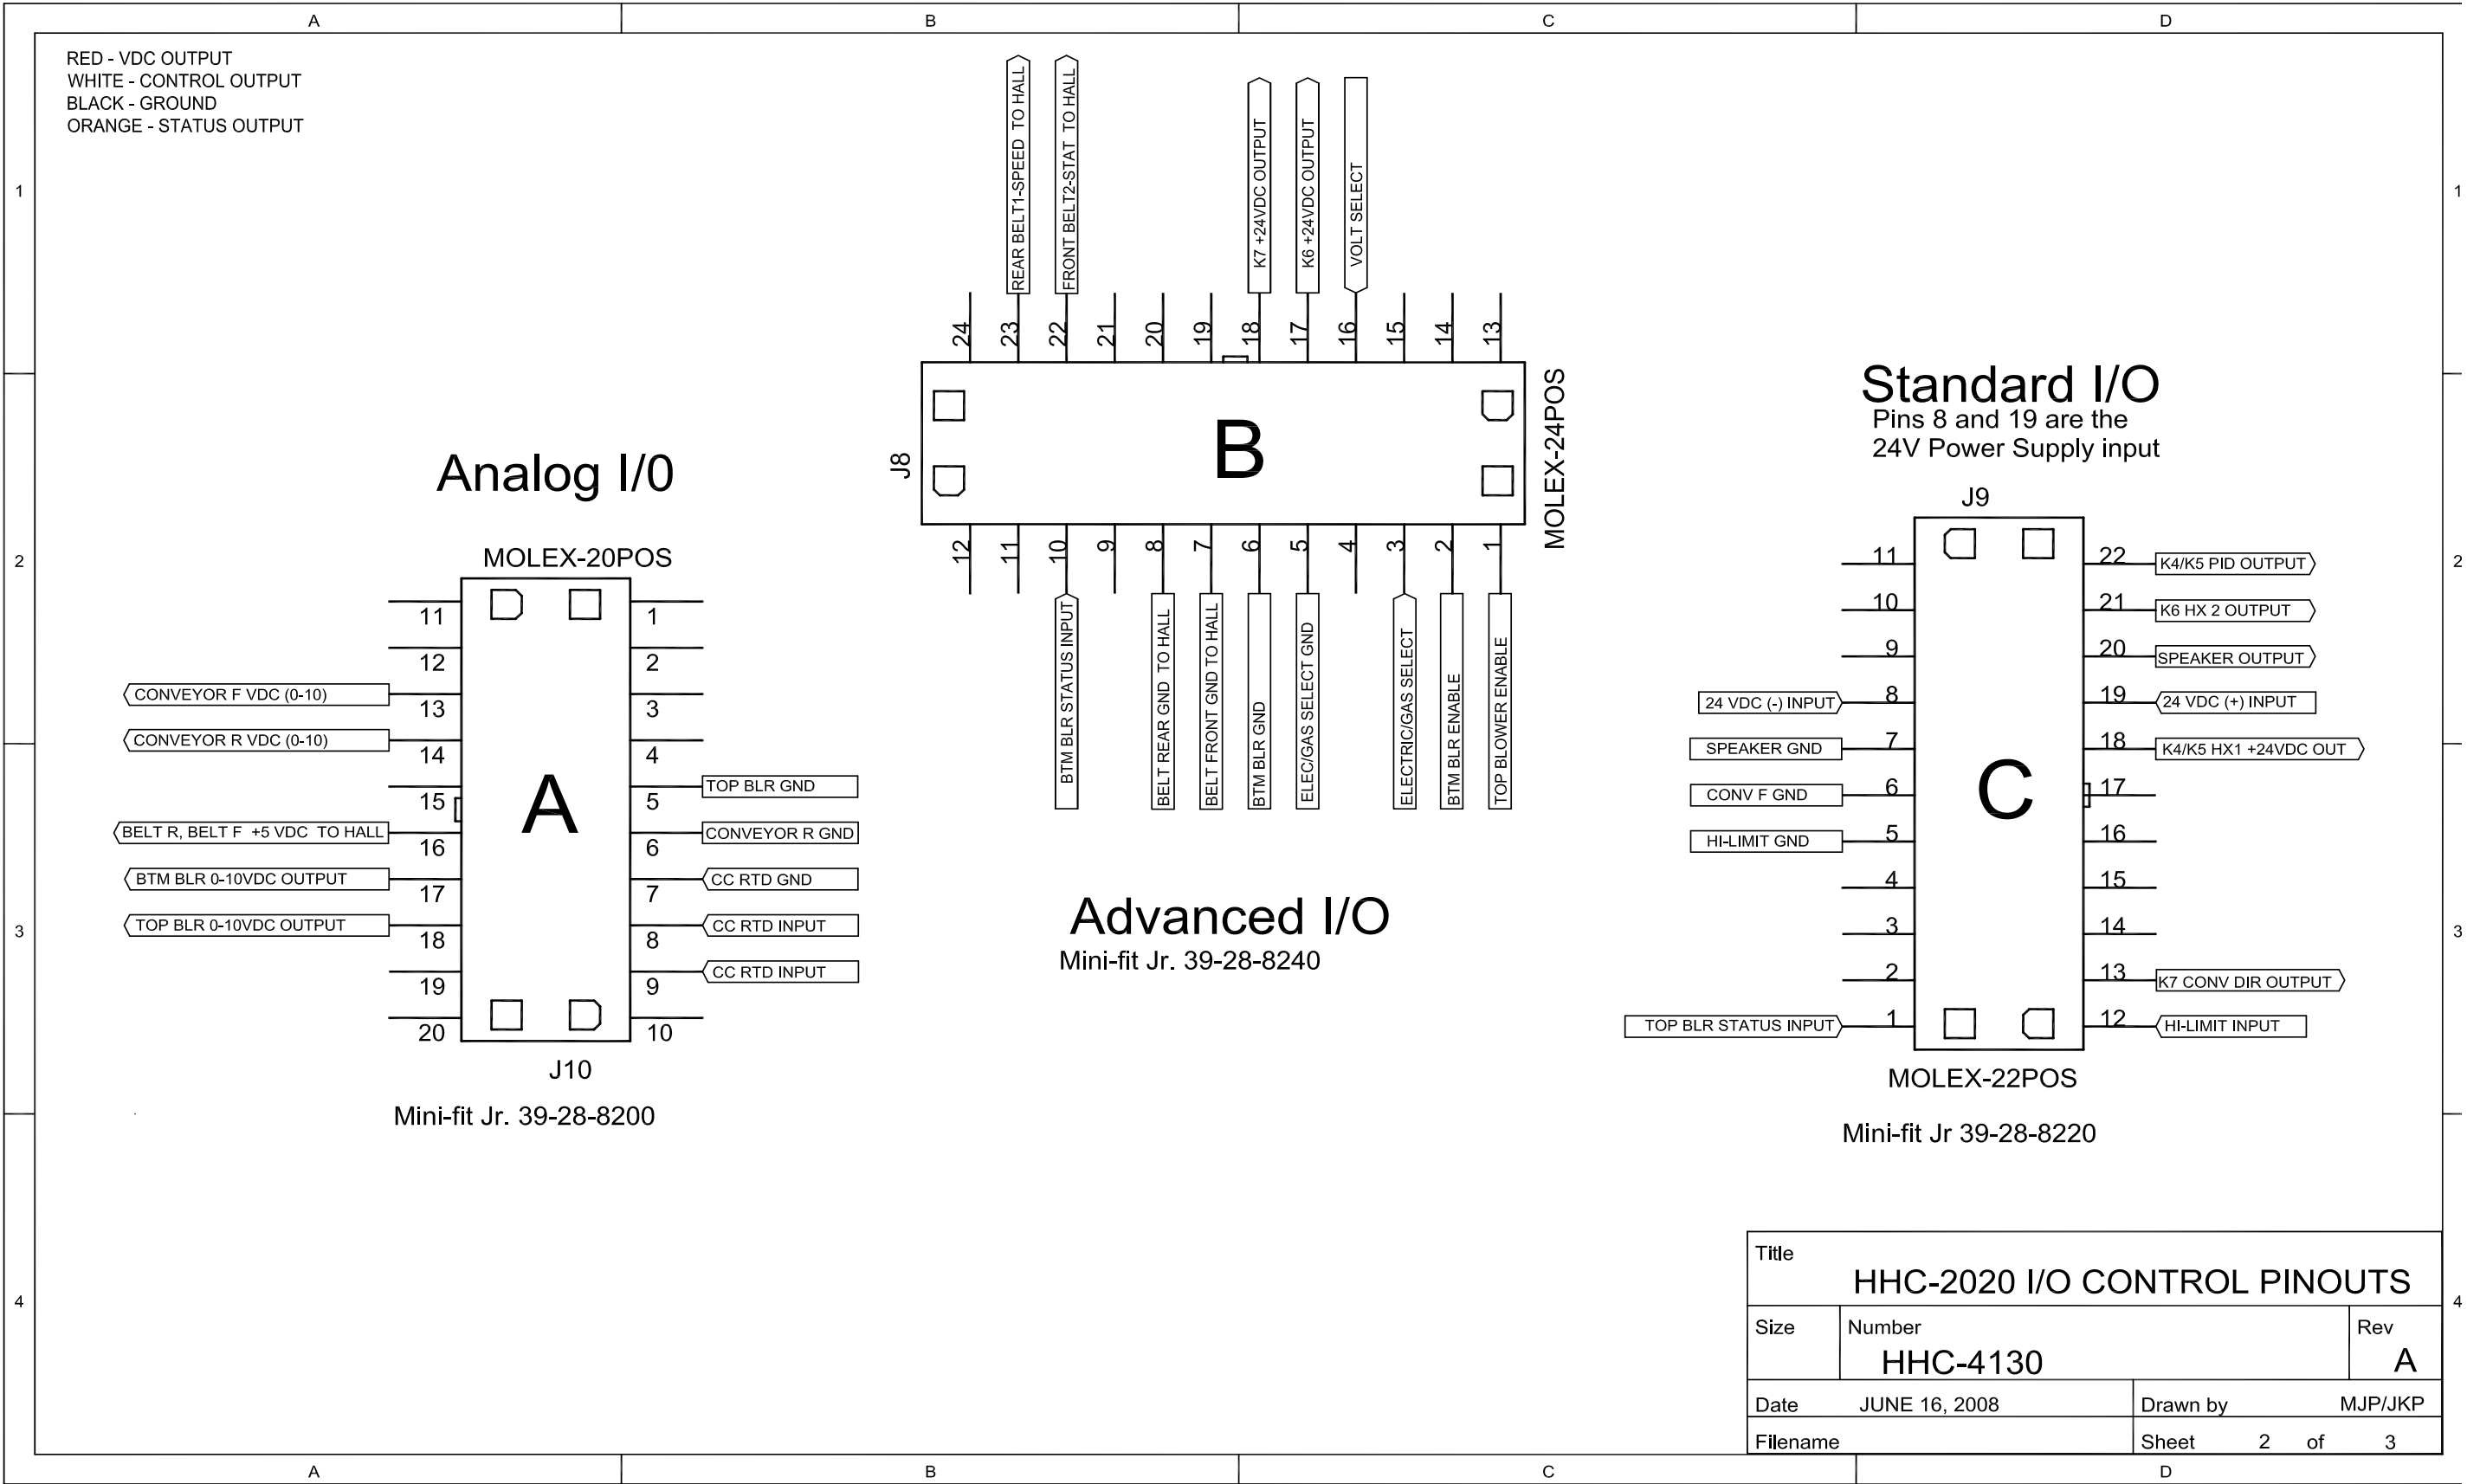 A B C D
RED - VDC OUTPUT
WHITE - CONTROL OUTPUT
BLACK - GROUND
ORANGE - STATUS OUTPUT
1 1
REAR BELT1-SPEED TO HALL
FRONT BELT2-STAT TO HALL
K7 +24VDC OUTPUT
K6 +24VDC OUTPUT
VOLT SELECT
24 23 22 21 20 19 18 17 16 15 14 13
J8
B
MOLEX-24POS
12 11 10 9 8 7 6 5 4 3 2 1
BTM BLR STATUS INPUT
BELT REAR GND TO HALL
BELT FRONT GND TO HALL
BTM BLR GND
ELEC/GAS SELECT GND
ELECTRIC/GAS SELECT
BTM BLR ENABLE
TOP BLOWER ENABLE
Advanced I/O
Mini-fit Jr. 39-28-8240
2 2
Analog I/0
MOLEX-20POS
11 1
12 2
CONVEYOR F VDC (0-10) 13 3
CONVEYOR R VDC (0-10) 14 4
15 5 TOP BLR GND
A
BELT R, BELT F +5 VDC TO HALL 16 6 CONVEYOR R GND
BTM BLR 0-10VDC OUTPUT 17 7 CC RTD GND
TOP BLR 0-10VDC OUTPUT 18 8 CC RTD INPUT
19 9 CC RTD INPUT
20 10
J10
Mini-fit Jr. 39-28-8200
Standard I/O
Pins 8 and 19 are the
24V Power Supply input
J9
11 22 K4/K5 PID OUTPUT
10 21 K6 HX 2 OUTPUT
9 20 SPEAKER OUTPUT
24 VDC (-) INPUT 8 19 24 VDC (+) INPUT
SPEAKER GND 7 18 K4/K5 HX1 +24VDC OUT
C
CONV F GND 6 17
HI-LIMIT GND 5 16
4 15
3 14
2 13 K7 CONV DIR OUTPUT
TOP BLR STATUS INPUT 1 12 HI-LIMIT INPUT
MOLEX-22POS
Mini-fit Jr 39-28-8220
3 3
4 4
Title
HHC-2020 I/O CONTROL PINOUTS
Size Number Rev
HHC-4130 A
Date JUNE 16, 2008 Drawn by MJP/JKP
Filename Sheet 2 of 3
A B C D